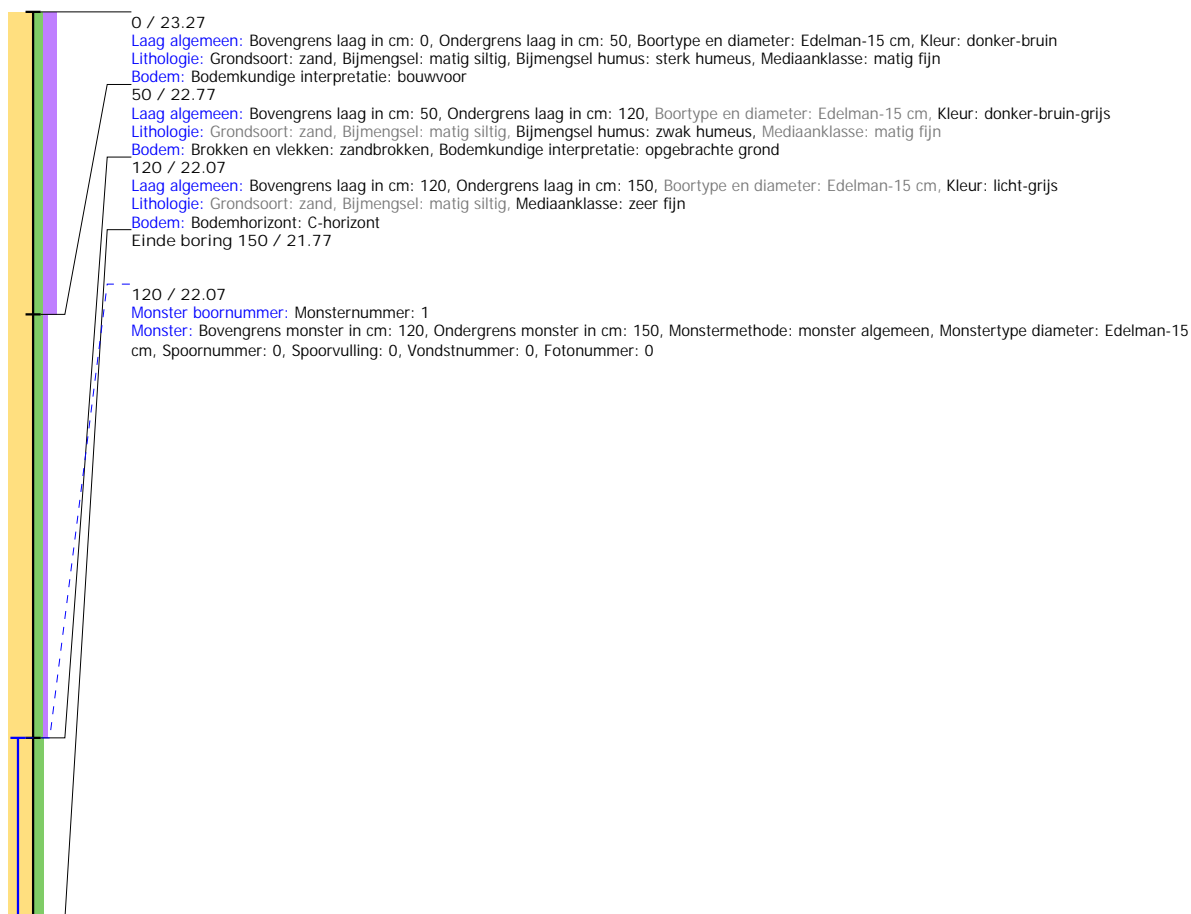 0 / 23.27
Laag algemeen: Bovengrens laag in cm: 0, Ondergrens laag in cm: 50, Boortype en diameter: Edelman-15 cm, Kleur: donker-bruin
Lithologie: Grondsoort: zand, Bijmengsel: matig siltig, Bijmengsel humus: sterk humeus, Mediaanklasse: matig fijn
Bodem: Bodemkundige interpretatie: bouwvoor
50 / 22.77
Laag algemeen: Bovengrens laag in cm: 50, Ondergrens laag in cm: 120, Boortype en diameter: Edelman-15 cm, Kleur: donker-bruin-grijs
Lithologie: Grondsoort: zand, Bijmengsel: matig siltig, Bijmengsel humus: zwak humeus, Mediaanklasse: matig fijn
Bodem: Brokken en vlekken: zandbrokken, Bodemkundige interpretatie: opgebrachte grond
120 / 22.07
Laag algemeen: Bovengrens laag in cm: 120, Ondergrens laag in cm: 150, Boortype en diameter: Edelman-15 cm, Kleur: licht-grijs
Lithologie: Grondsoort: zand, Bijmengsel: matig siltig, Mediaanklasse: zeer fijn
Bodem: Bodemhorizont: C-horizont
Einde boring 150 / 21.77
120 / 22.07
Monster boornummer: Monsternummer: 1
Monster: Bovengrens monster in cm: 120, Ondergrens monster in cm: 150, Monstermethode: monster algemeen, Monstertype diameter: Edelman-15
cm, Spoornummer: 0, Spoorvulling: 0, Vondstnummer: 0, Fotonummer: 0